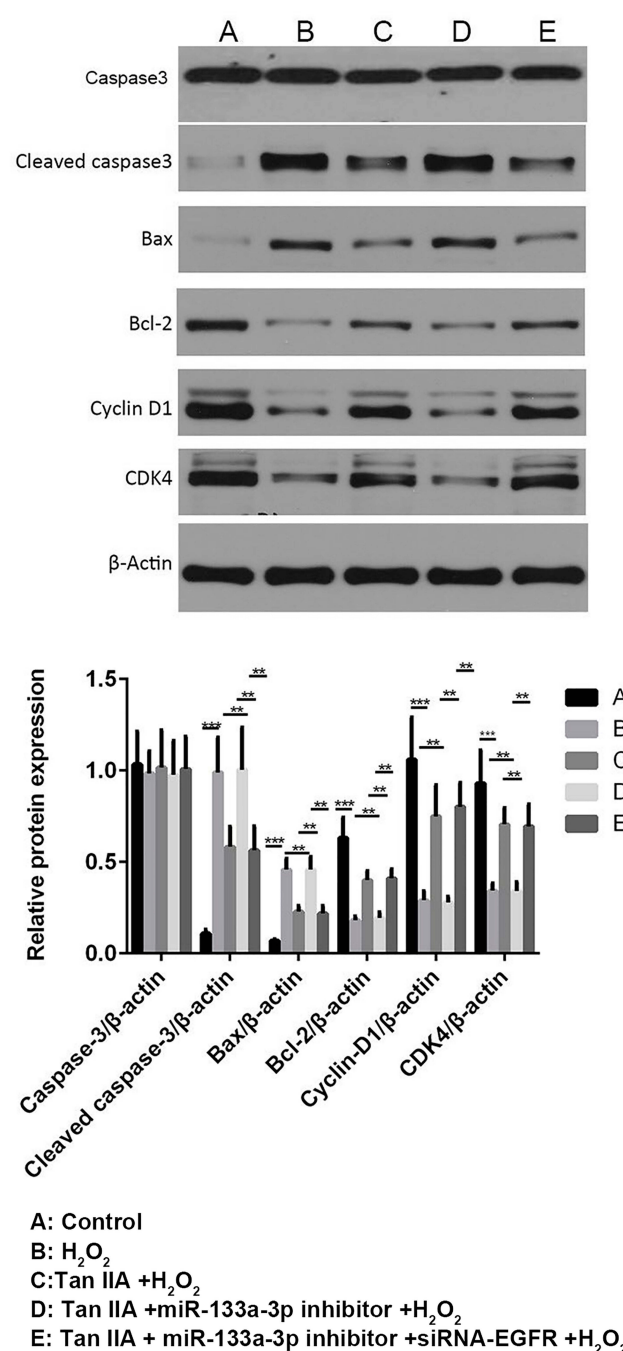 A B C D E
Caspase3
Cleaved caspase3
Bax
Bcl-2
Cyclin D1
CDK4
β-Actin
Relative protein expression
1.5
1.0
0.5
0.0
**
**
***
**
**
**
***
**
**
**
***
**
**
***
**
**
**
***
**
**
A
B
C
D
E
Caspase-3/β-actin
Cleaved caspase-3/β-actin
Bax/β-actin
Bcl-2/β-actin
Cyclin-D1/β-actin
CDK4/β-actin
A: Control
B: H₂O₂
C:Tan IIA +H₂O₂
D: Tan IIA +miR-133a-3p inhibitor +H₂O₂
E: Tan IIA + miR-133a-3p inhibitor +siRNA-EGFR +H₂O₂